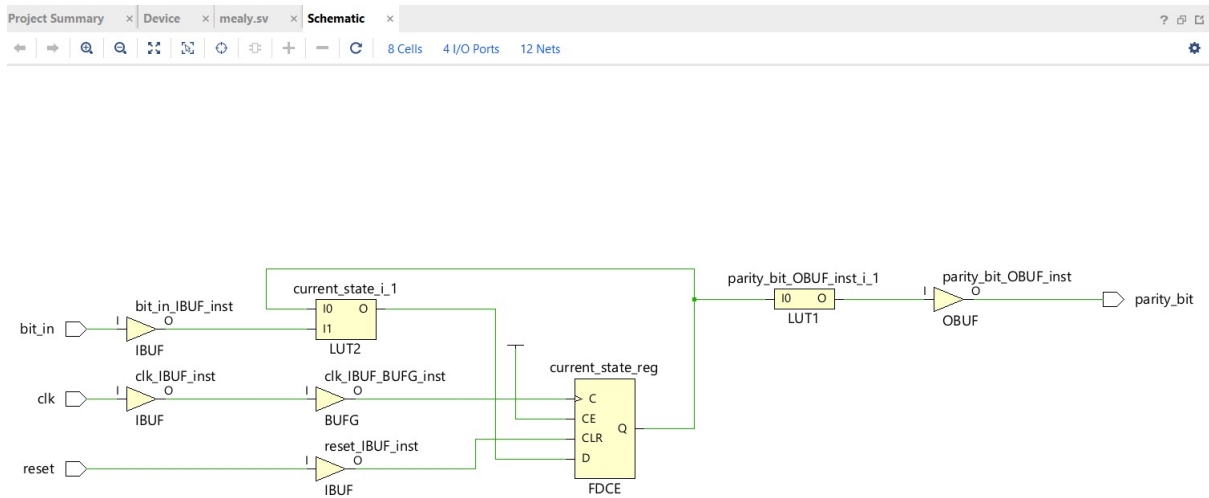 Project Summary × Device × mealy.sv × Schematic × ?
8 Cells 4 I/O Ports 12 Nets
bit_in
I
bit_in_IBUF_inst
O
IBUF
current_state_i_1
I0 O
I1
LUT2
clk
I
clk_IBUF_inst
O
IBUF
I
clk_IBUF_BUFG_inst
O
BUFG
reset
I
reset_IBUF_inst
O
IBUF
current_state_reg
C
CE
CLR
D
Q
FDCE
parity_bit_OBUF_inst_i_1
I0 O
LUT1
parity_bit_OBUF_inst
I
O
OBUF
parity_bit